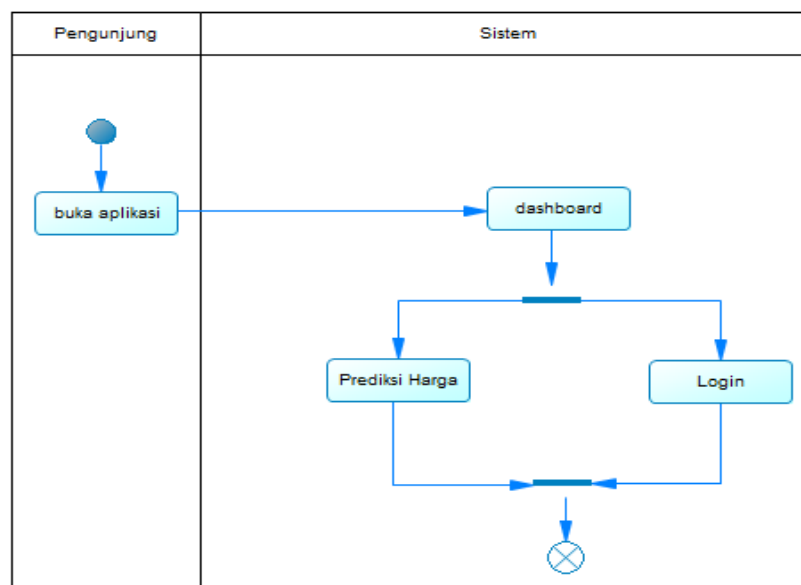 Pengunjung
Sistem
buka aplikasi
dashboard
Prediksi Harga
Login